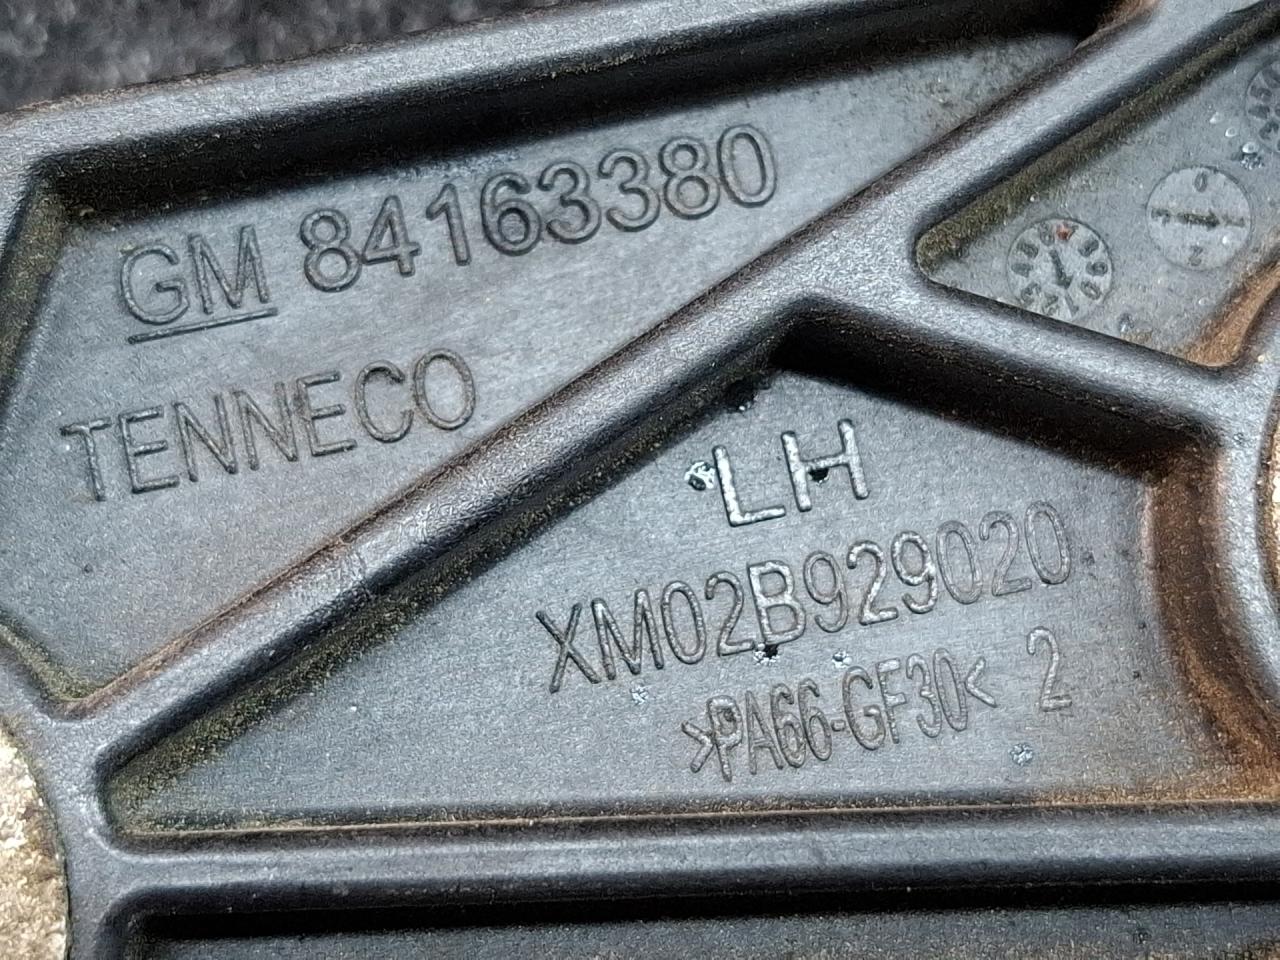 GM 84163380
TENNECO
LH
XM02B929020
>PA66-GF30< 2